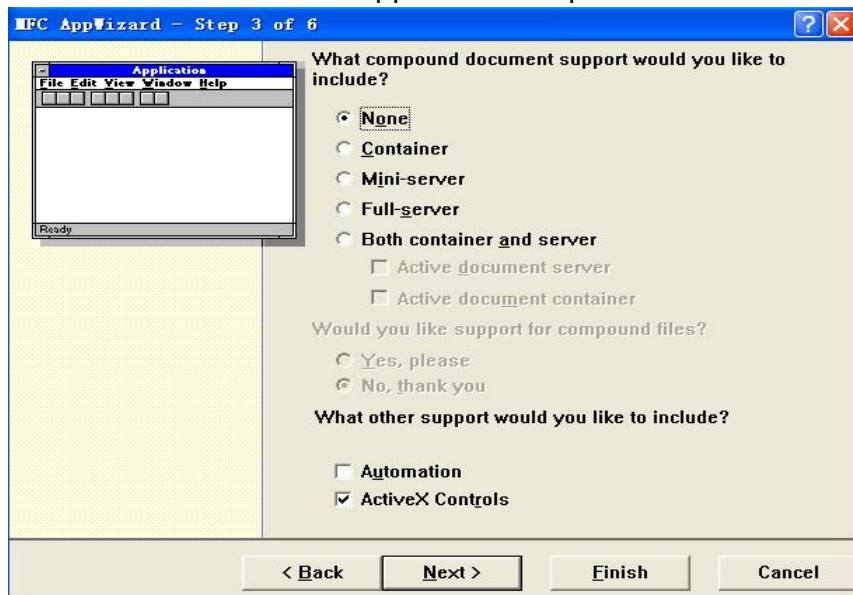 MFC AppWizard - Step 3 of 6
Application
File Edit View Window Help
Ready
What compound document support would you like to
include?
None
Container
Mini-server
Full-server
Both container and server
Active document server
Active document container
Would you like support for compound files?
Yes, please
No, thank you
What other support would you like to include?
Automation
ActiveX Controls
< Back Next > Finish Cancel